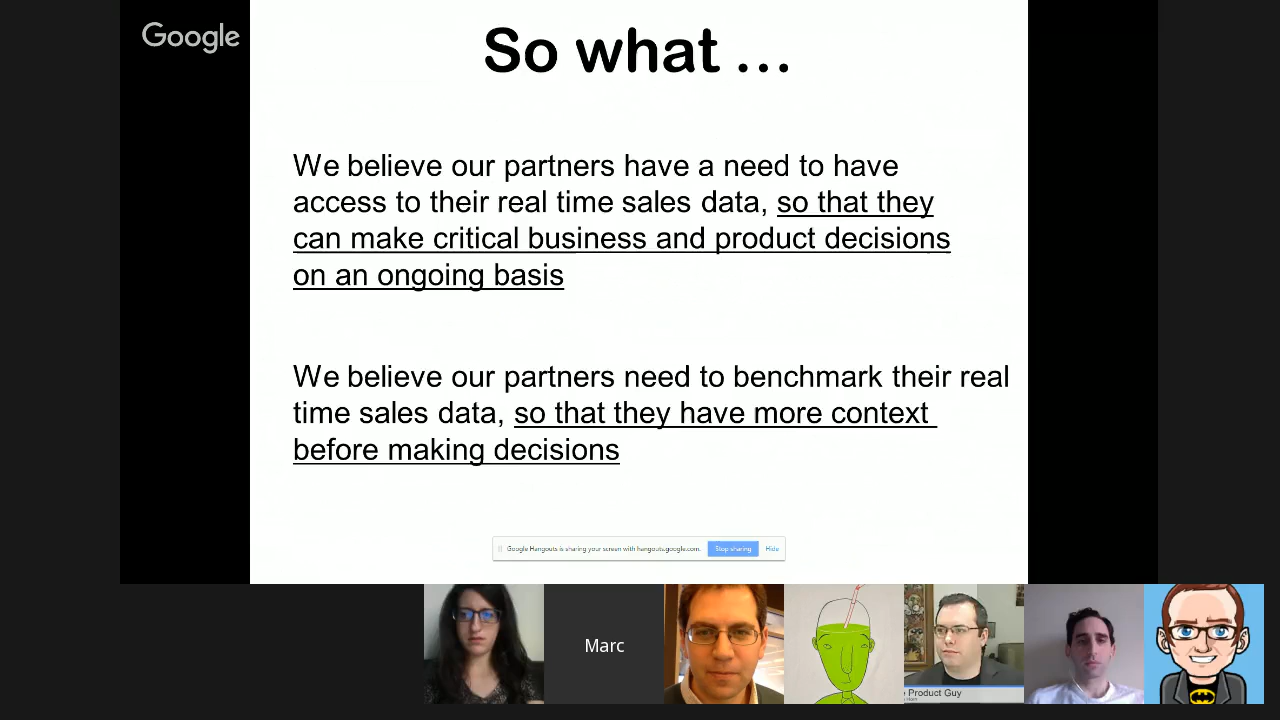 Google
So what ...
We believe our partners have a need to have
access to their real time sales data, so that they
can make critical business and product decisions
on an ongoing basis
We believe our partners need to benchmark their real
time sales data, so that they have more context
before making decisions
Google Hangouts is sharing your screen with hangouts.google.com. Stop sharing Hide
Marc
Product Guy